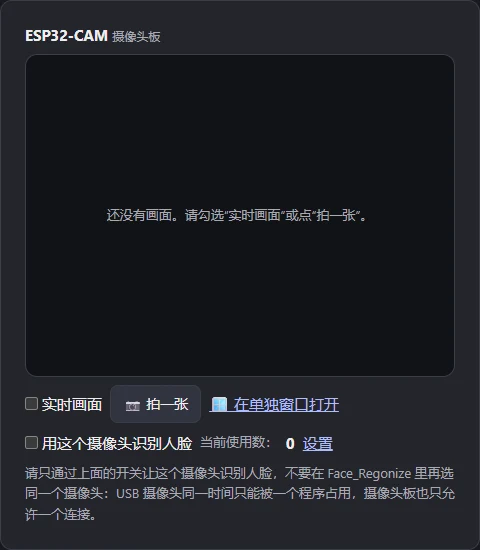 ESP32-CAM 摄像头板
还没有画面。请勾选“实时画面”或点“拍一张”。
实时画面 拍一张 在单独窗口打开
用这个摄像头识别人脸 当前使用数： 0 设置
请只通过上面的开关让这个摄像头识别人脸，不要在 Face_Regonize 里再选
同一个摄像头：USB 摄像头同一时间只能被一个程序占用，摄像头板也只允
许一个连接。